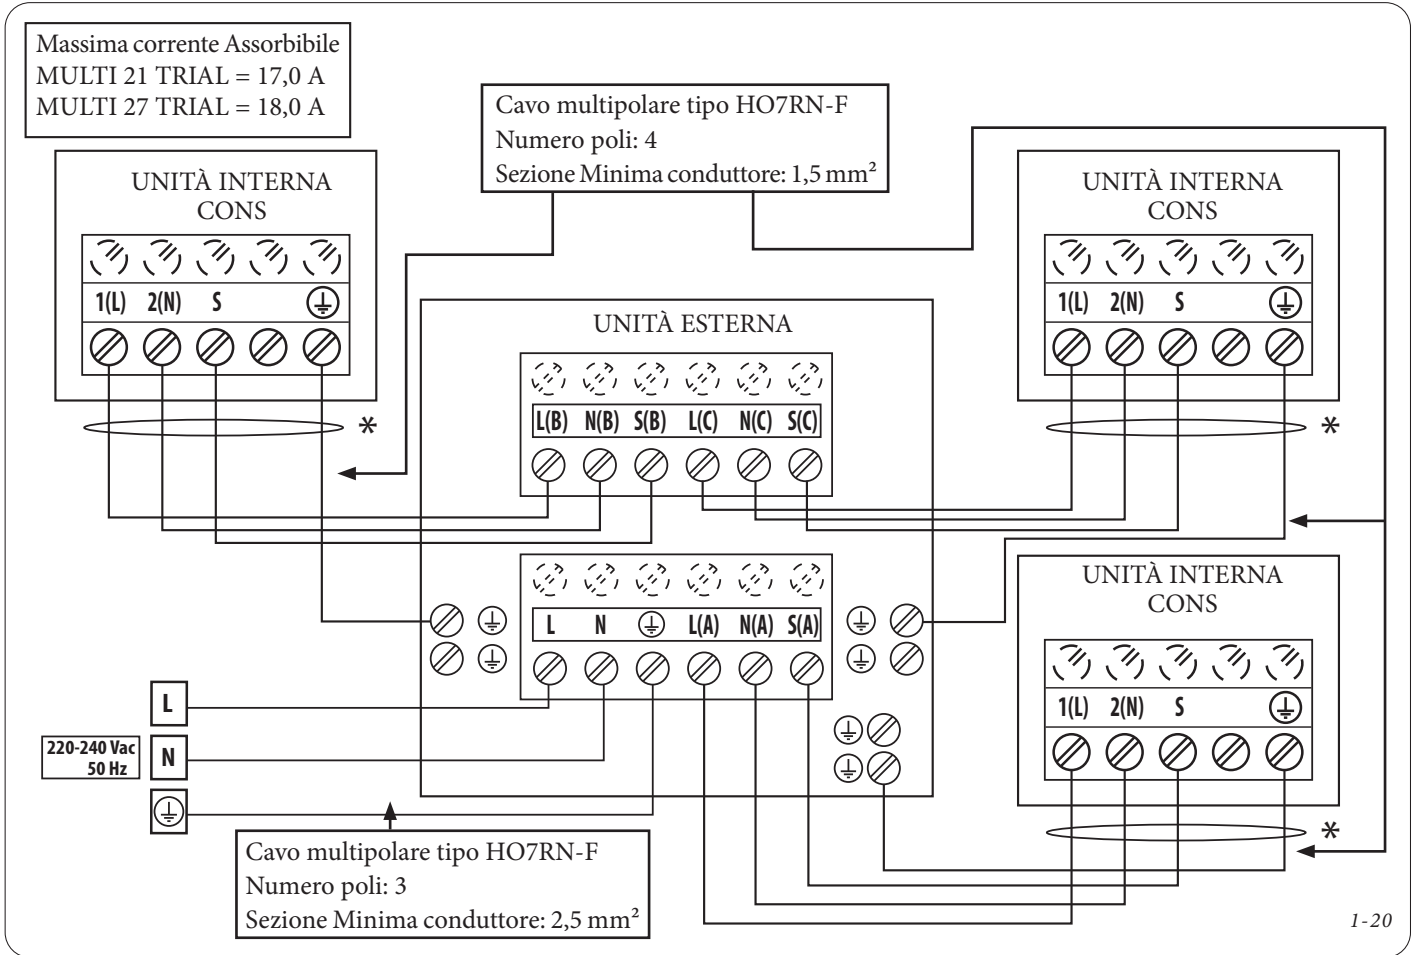 Massima corrente Assorbibile
MULTI 21 TRIAL = 17,0 A
MULTI 27 TRIAL = 18,0 A
Cavo multipolare tipo HO7RN-F
Numero poli: 4
Sezione Minima conduttore: 1,5 mm²
UNITÀ INTERNA
CONS
1(L) 2(N) S
*
UNITÀ INTERNA
CONS
1(L) 2(N) S
*
UNITÀ ESTERNA
L(B) N(B) S(B) L(C) N(C) S(C)
L N L(A) N(A) S(A)
UNITÀ INTERNA
CONS
1(L) 2(N) S
*
L
220-240 Vac
50 Hz
N
Cavo multipolare tipo HO7RN-F
Numero poli: 3
Sezione Minima conduttore: 2,5 mm²
1-20